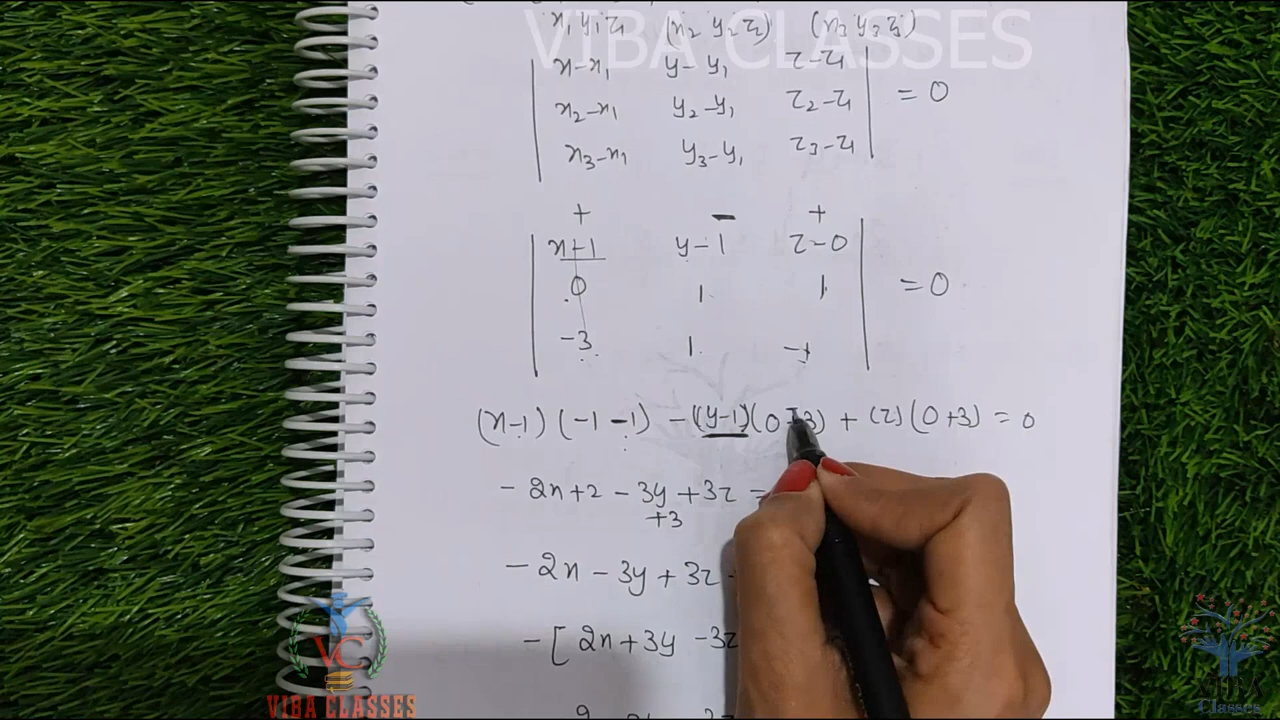 VIBA CLASSES
x₁ y₁ z₁ (x₂ y₂ z₂) (x₃ y₃ z₃)
x-x₁ y-y₁ z-z₁
x₂-x₁ y₂-y₁ z₂-z₁ = 0
x₃-x₁ y₃-y₁ z₃-z₁
+ - +
x+1 y-1 z-0
0 1 1 = 0
-3 1 -1
(x-1) (-1-1) - (y-1) (0+3) + (z) (0+3) = 0
-2x+2 - 3y + 3z =
+3
-2x - 3y + 3z
-[ 2x+3y -3z
VC
VIBA CLASSES
VIBA
Classes